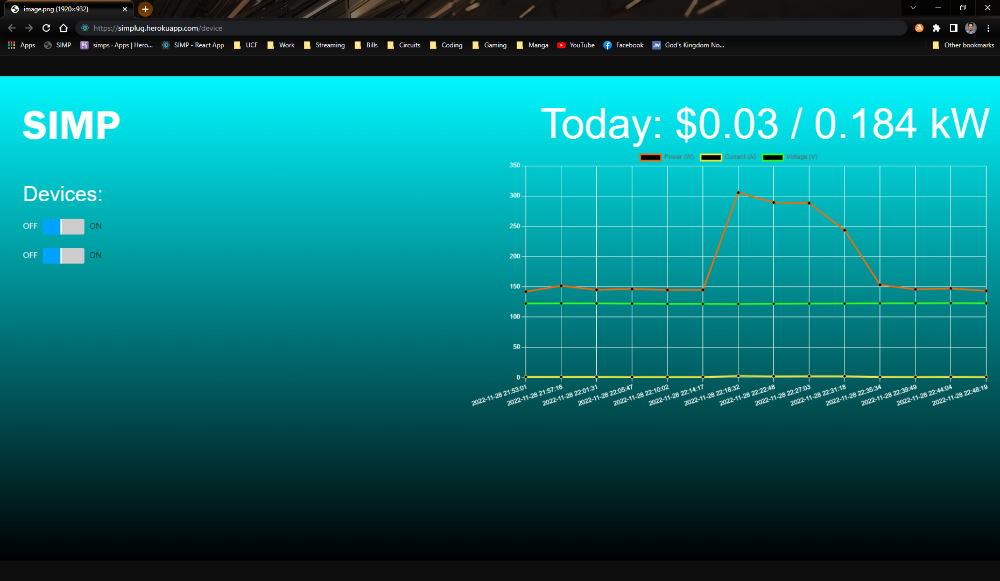 image.png (1920×932)
https://simplug.herokuapp.com/device
Apps SIMP simps · Apps | Hero... SIMP - React App UCF Work Streaming Bills Circuits Coding Gaming Manga YouTube Facebook JW God's Kingdom No... Other bookmarks
SIMP
Today: $0.03 / 0.184 kW
Power (W) Current (A) Voltage (V)
Devices:
OFF ON
OFF ON
350
300
250
200
150
100
50
0
2022-11-28 21:53:01
2022-11-28 21:57:16
2022-11-28 22:01:31
2022-11-28 22:05:47
2022-11-28 22:10:02
2022-11-28 22:14:17
2022-11-28 22:18:32
2022-11-28 22:22:48
2022-11-28 22:27:03
2022-11-28 22:31:18
2022-11-28 22:35:34
2022-11-28 22:39:49
2022-11-28 22:44:04
2022-11-28 22:48:19